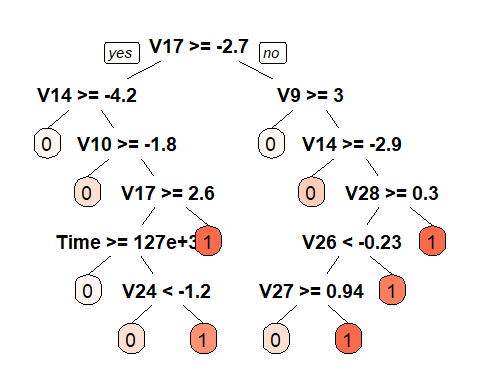 yes V17 >= -2.7 no
V14 >= -4.2 V9 >= 3
0 V10 >= -1.8 0 V14 >= -2.9
0 V17 >= 2.6 0 V28 >= 0.3
Time >= 127e+3 1 V26 < -0.23 1
0 V24 < -1.2 V27 >= 0.94 1
0 1 0 1